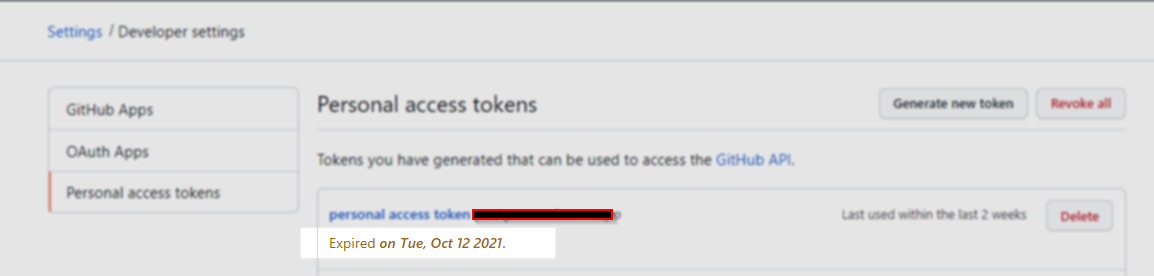 Settings / Developer settings
GitHub Apps
OAuth Apps
Personal access tokens
Personal access tokens
Generate new token
Revoke all
Tokens you have generated that can be used to access the GitHub API.
personal access token
Last used within the last 2 weeks
Delete
Expired on Tue, Oct 12 2021.